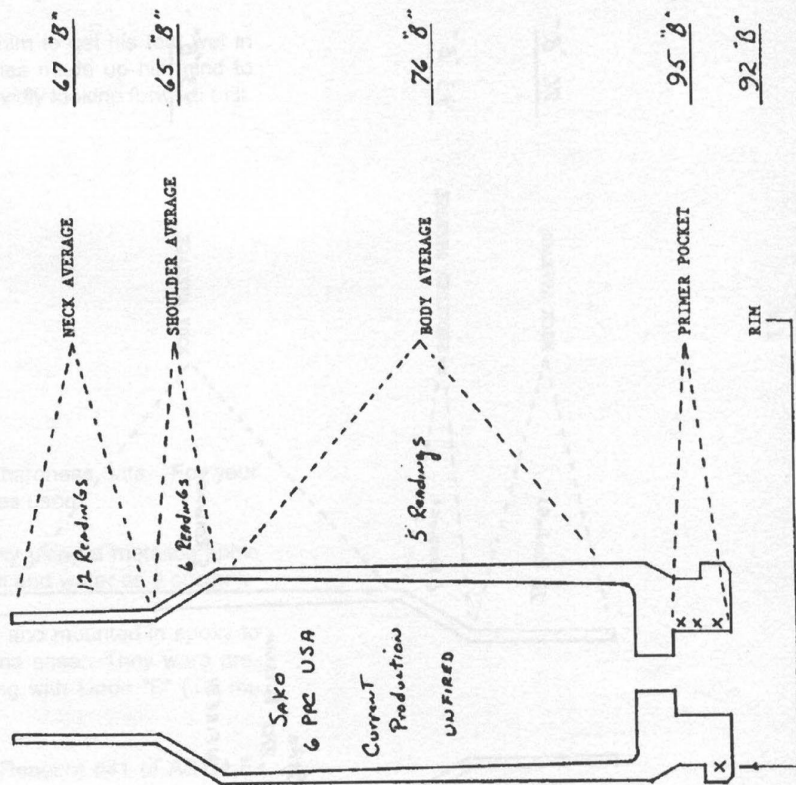 12 Readings
NECK AVERAGE
67 "B"
6 READINGS
SHOULDER AVERAGE
65 "B"
5 Readings
BODY AVERAGE
76 "B"
PRIMER POCKET
95 "B"
RIM
92 "B"
SAKO
6 PPC USA
Current
Production
UNFIRED
x x x
x